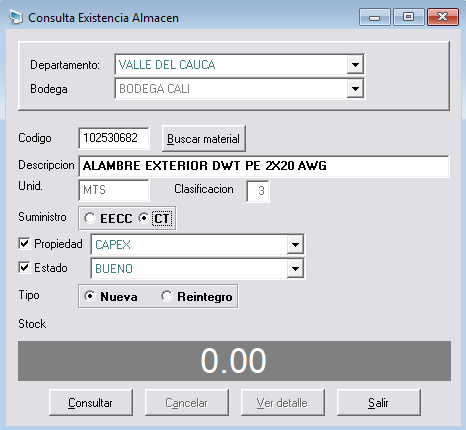 Consulta Existencia Almacen
Departamento: VALLE DEL CAUCA
Bodega BODEGA CALI
Codigo 102530682 Buscar material
Descripcion ALAMBRE EXTERIOR DWT PE 2X20 AWG
Unid. MTS Clasificacion 3
Suministro EECC CT
Propiedad CAPEX
Estado BUENO
Tipo Nueva Reintegro
Stock
0.00
Consultar Cancelar Ver detalle Salir